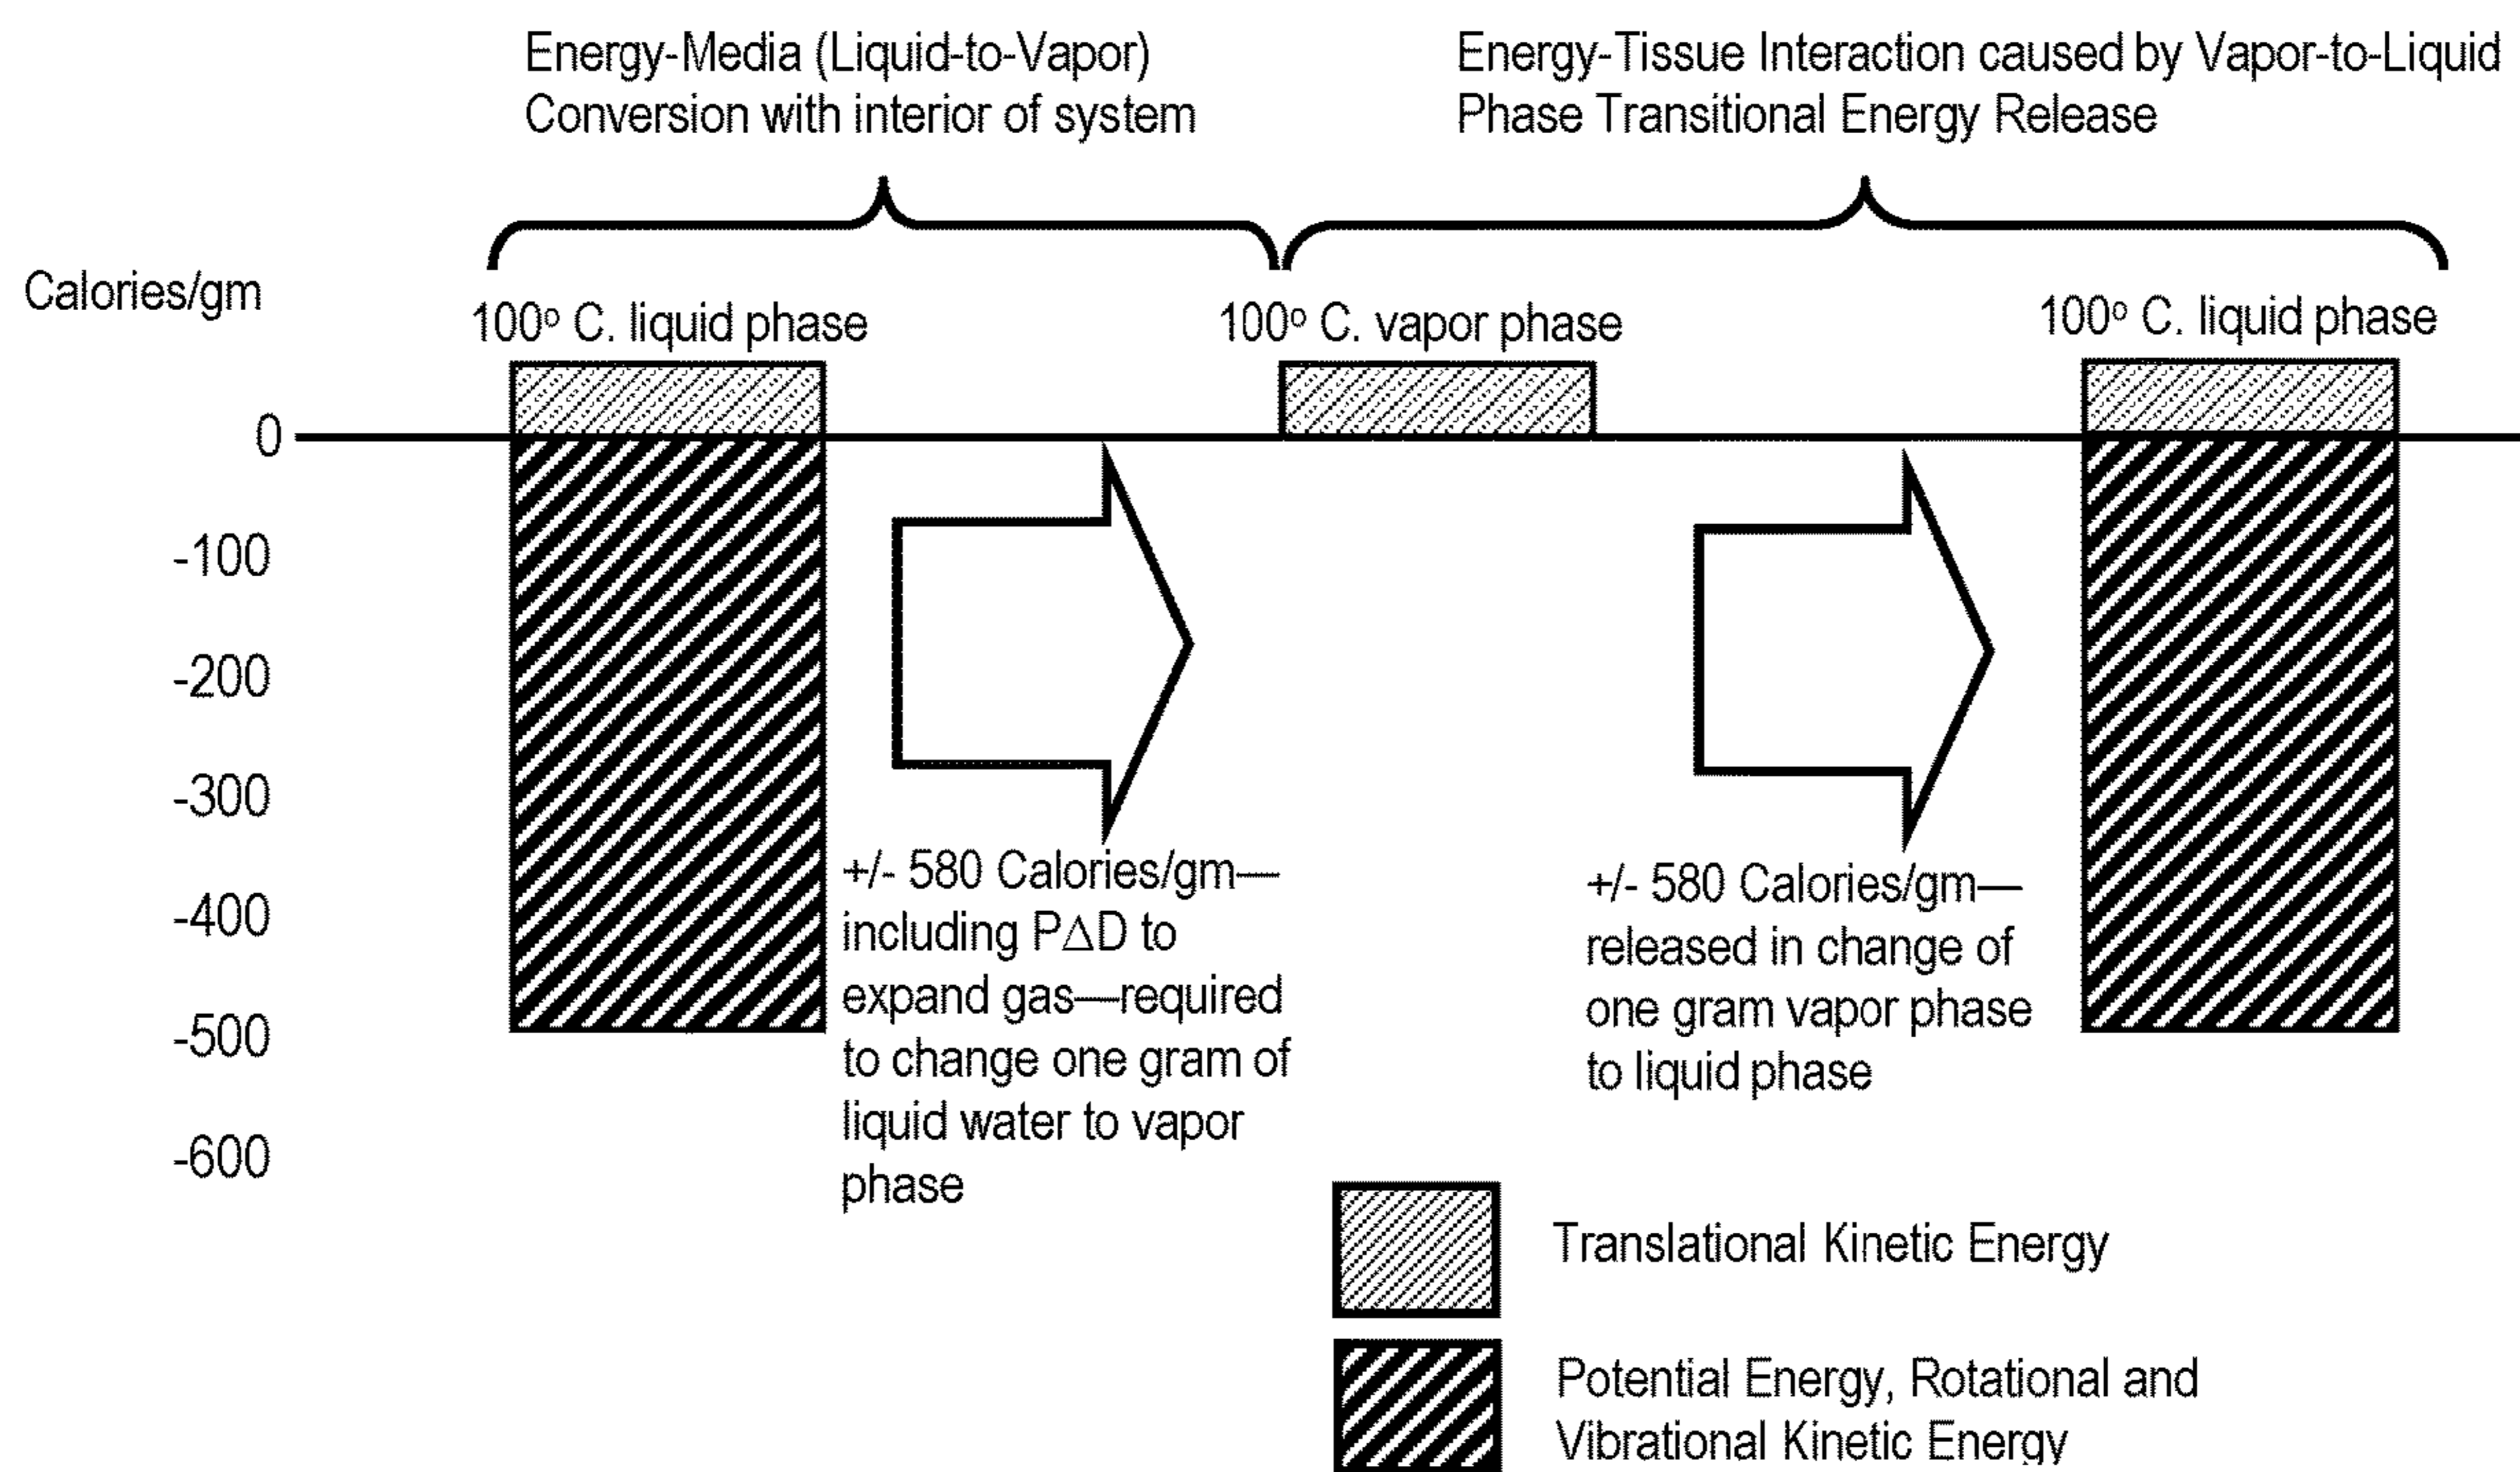 Energy-Media (Liquid-to-Vapor)
Conversion with interior of system
Energy-Tissue Interaction caused by Vapor-to-Liquid
Phase Transitional Energy Release
Calories/gm
100º C. liquid phase
100º C. vapor phase
100º C. liquid phase
0
-100
-200
-300
-400
-500
-600
+/- 580 Calories/gm—
including PΔD to
expand gas—required
to change one gram of
liquid water to vapor
phase
+/- 580 Calories/gm—
released in change of
one gram vapor phase
to liquid phase
Translational Kinetic Energy
Potential Energy, Rotational and
Vibrational Kinetic Energy